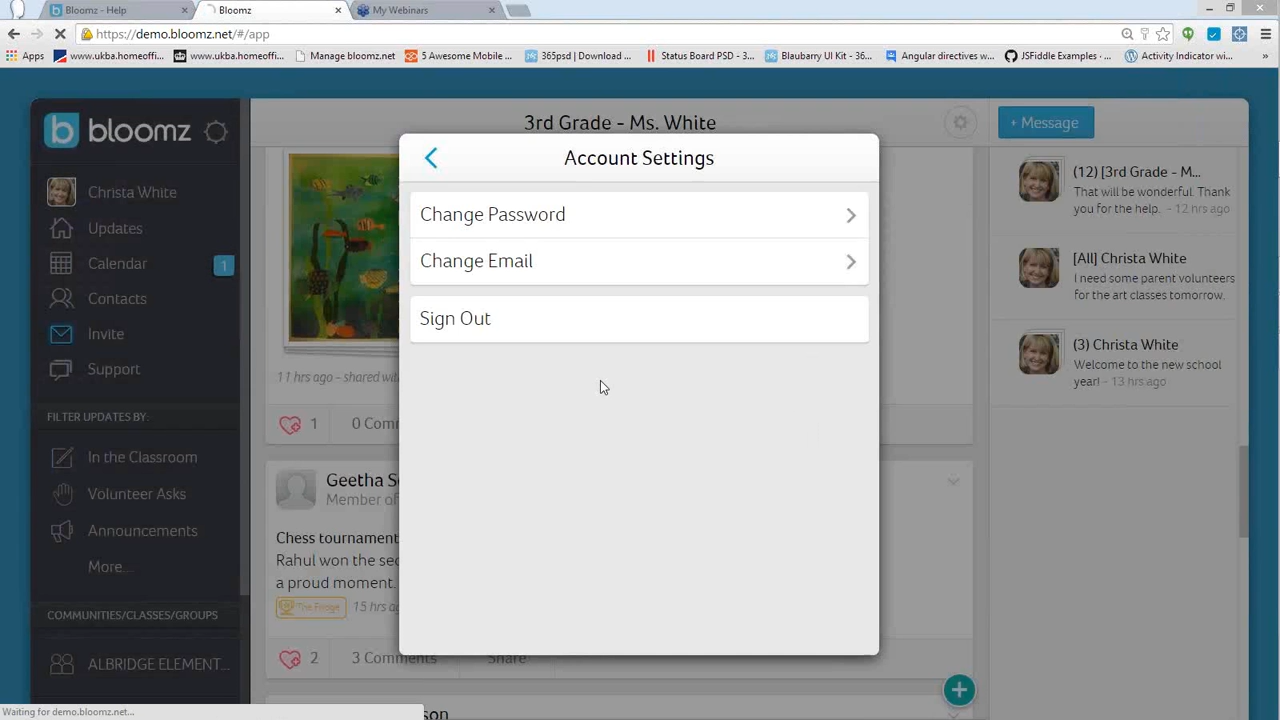 Bloomz - Help
Bloomz
My Webinars
https://demo.bloomz.net/#/app
Apps
www.ukba.homeoffi...
www.ukba.homeoffi...
Manage bloomz.net
5 Awesome Mobile ...
365psd | Download ...
Status Board PSD - 3...
Blaubarry UI Kit - 36...
Angular directives w...
JSFiddle Examples · ...
Activity Indicator wi...
»
bloomz
3rd Grade - Ms. White
+ Message
Account Settings
Christa White
Updates
Calendar 1
Contacts
Invite
Support
FILTER UPDATES BY:
In the Classroom
Volunteer Asks
Announcements
More...
COMMUNITIES/CLASSES/GROUPS
ALBRIDGE ELEMENT...
Change Password
Change Email
Sign Out
11 hrs ago - shared with
1 0 Comm
Geetha S
Member of
Chess tournament
Rahul won the sec
a proud moment.
The Fridge 15 hrs ago
2 3 Comments Share
son
(12) [3rd Grade - M...
That will be wonderful. Thank
you for the help. - 12 hrs ago
[All] Christa White
I need some parent volunteers
for the art classes tomorrow.
(3) Christa White
Welcome to the new school
year! - 13 hrs ago
Waiting for demo.bloomz.net...